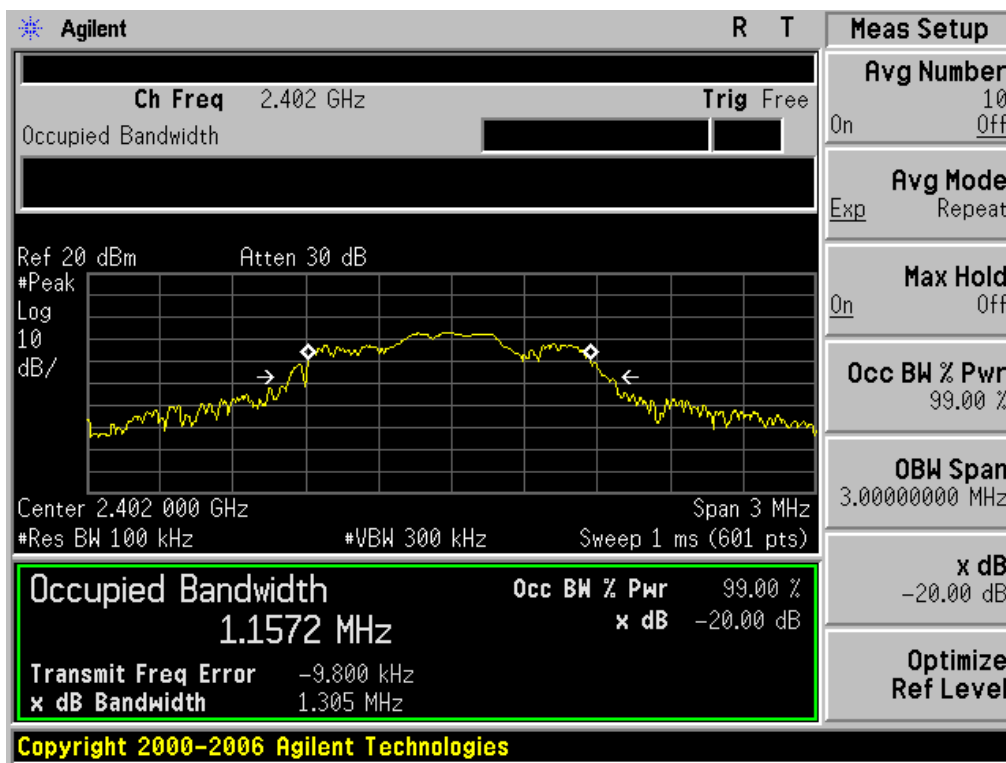 Agilent R T
Ch Freq 2.402 GHz Trig Free
Occupied Bandwidth
Ref 20 dBm Atten 30 dB
#Peak
Log
10
dB/
Center 2.402 000 GHz Span 3 MHz
#Res BW 100 kHz #VBW 300 kHz Sweep 1 ms (601 pts)
Occupied Bandwidth Occ BW % Pwr 99.00 %
1.1572 MHz x dB -20.00 dB
Transmit Freq Error -9.800 kHz
x dB Bandwidth 1.305 MHz
Copyright 2000-2006 Agilent Technologies
Meas Setup
Avg Number
10
On Off
Avg Mode
Exp Repeat
Max Hold
On Off
Occ BW % Pwr
99.00 %
OBW Span
3.00000000 MHz
x dB
-20.00 dB
Optimize
Ref Level